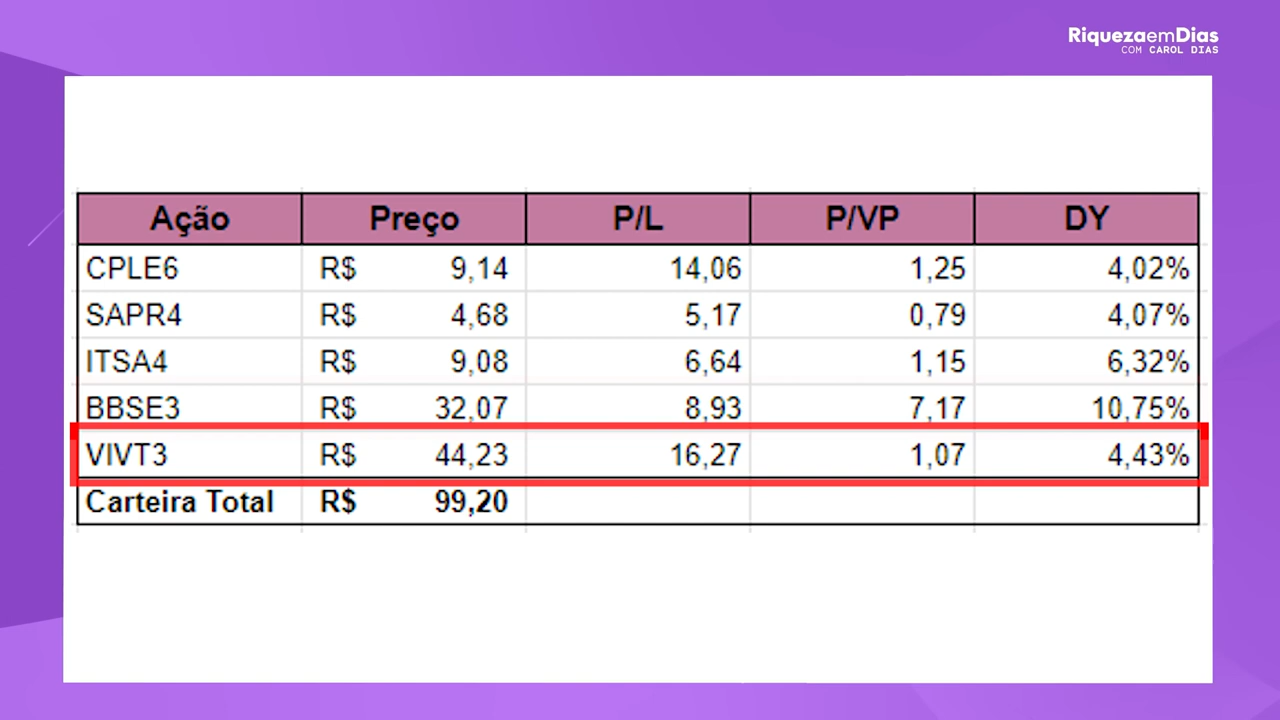 RiquezaemDias
COM CAROL DIAS
Ação Preço P/L P/VP DY
CPLE6 R$ 9,14 14,06 1,25 4,02%
SAPR4 R$ 4,68 5,17 0,79 4,07%
ITSA4 R$ 9,08 6,64 1,15 6,32%
BBSE3 R$ 32,07 8,93 7,17 10,75%
VIVT3 R$ 44,23 16,27 1,07 4,43%
Carteira Total R$ 99,20